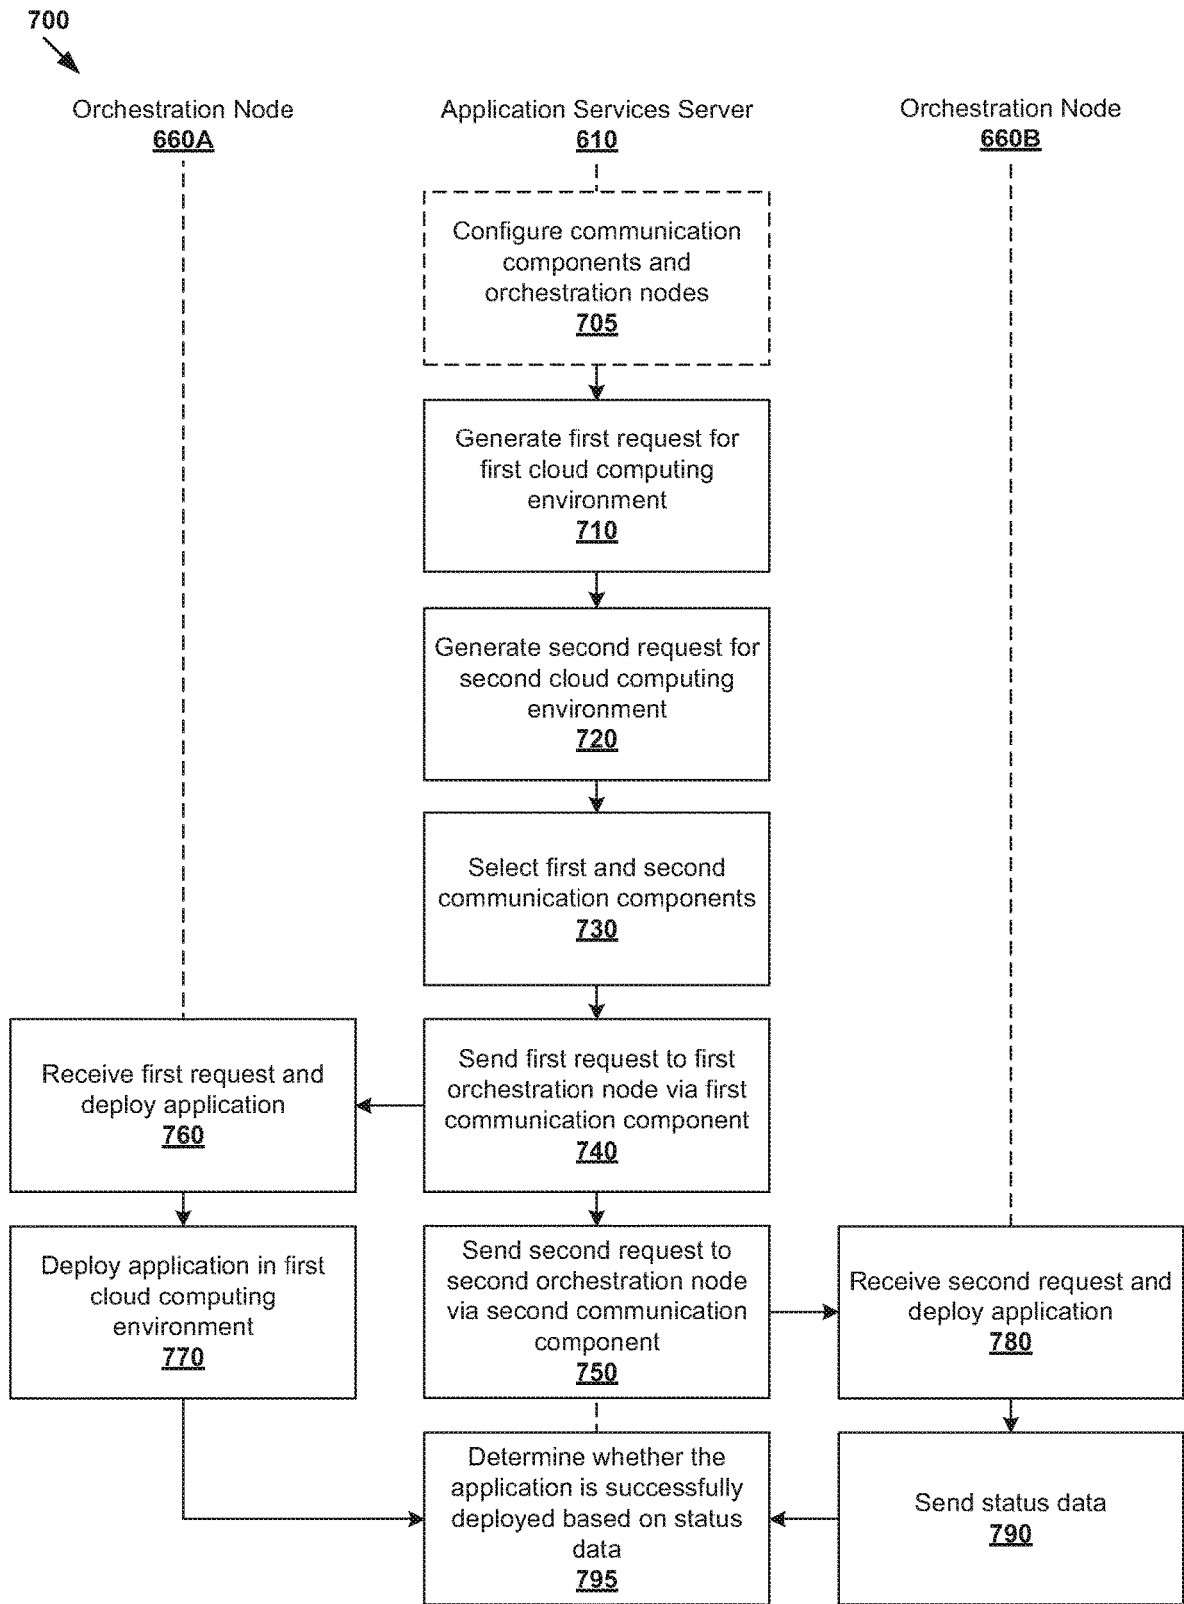 700
Orchestration Node
660A
Application Services Server
610
Orchestration Node
660B
Configure communication
components and
orchestration nodes
705
Generate first request for
first cloud computing
environment
710
Generate second request for
second cloud computing
environment
720
Select first and second
communication components
730
Receive first request and
deploy application
760
Send first request to first
orchestration node via first
communication component
740
Deploy application in first
cloud computing
environment
770
Send second request to
second orchestration node
via second communication
component
750
Receive second request and
deploy application
780
Determine whether the
application is successfully
deployed based on status
data
795
Send status data
790